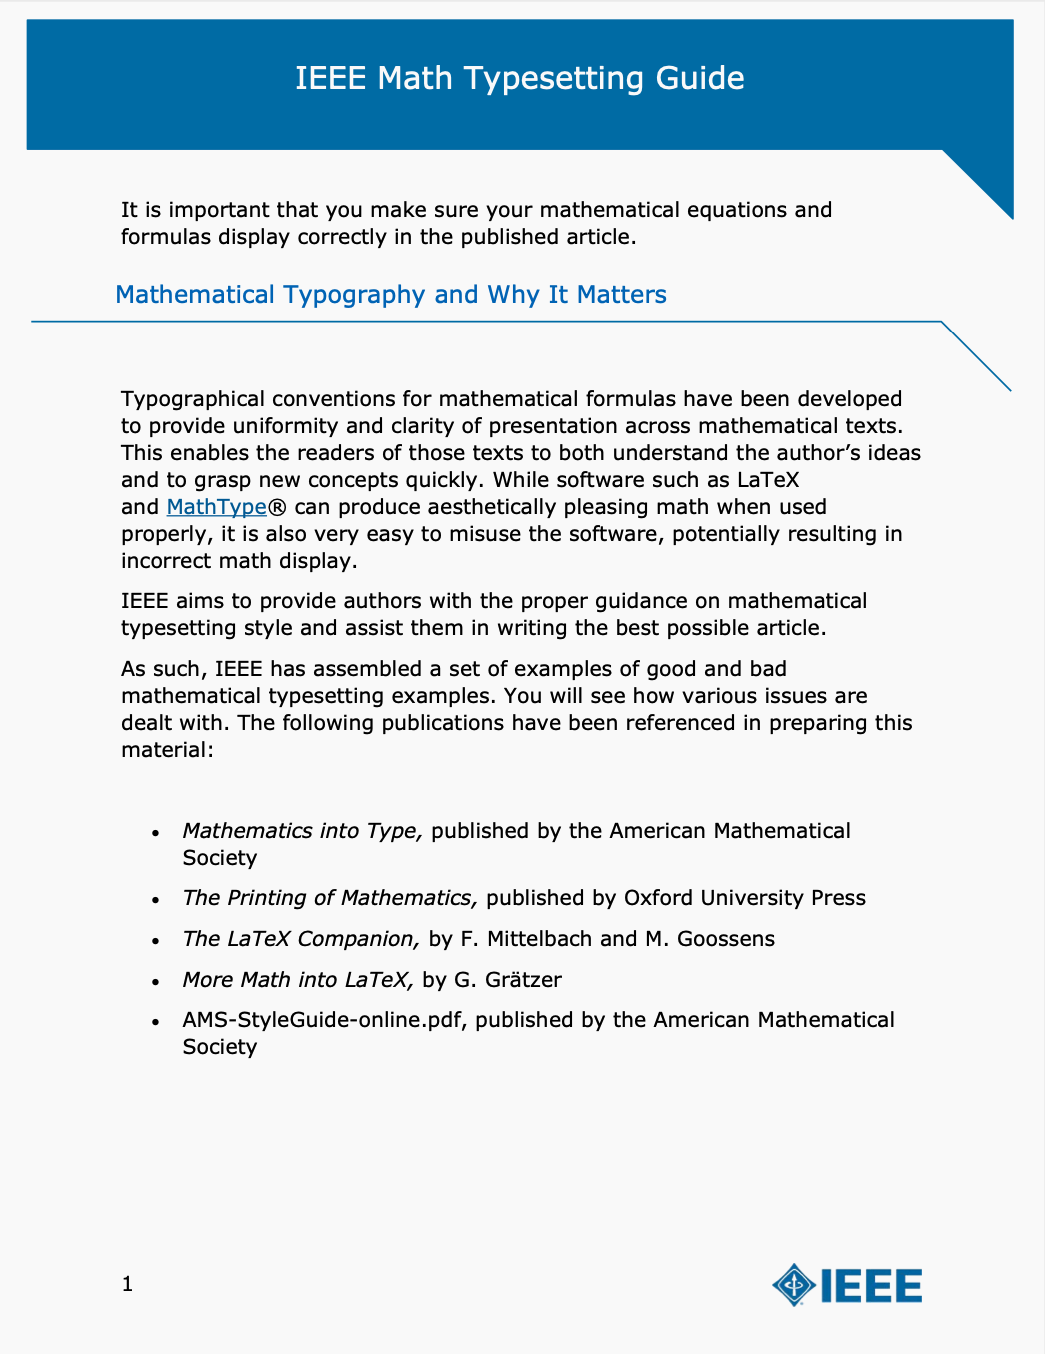 IEEE Math Typesetting Guide
It is important that you make sure your mathematical equations and
formulas display correctly in the published article.
Mathematical Typography and Why It Matters
Typographical conventions for mathematical formulas have been developed
to provide uniformity and clarity of presentation across mathematical texts.
This enables the readers of those texts to both understand the author’s ideas
and to grasp new concepts quickly. While software such as LaTeX
and MathType® can produce aesthetically pleasing math when used
properly, it is also very easy to misuse the software, potentially resulting in
incorrect math display.
IEEE aims to provide authors with the proper guidance on mathematical
typesetting style and assist them in writing the best possible article.
As such, IEEE has assembled a set of examples of good and bad
mathematical typesetting examples. You will see how various issues are
dealt with. The following publications have been referenced in preparing this
material:
• Mathematics into Type, published by the American Mathematical
Society
• The Printing of Mathematics, published by Oxford University Press
• The LaTeX Companion, by F. Mittelbach and M. Goossens
• More Math into LaTeX, by G. Grätzer
• AMS-StyleGuide-online.pdf, published by the American Mathematical
Society
1
IEEE